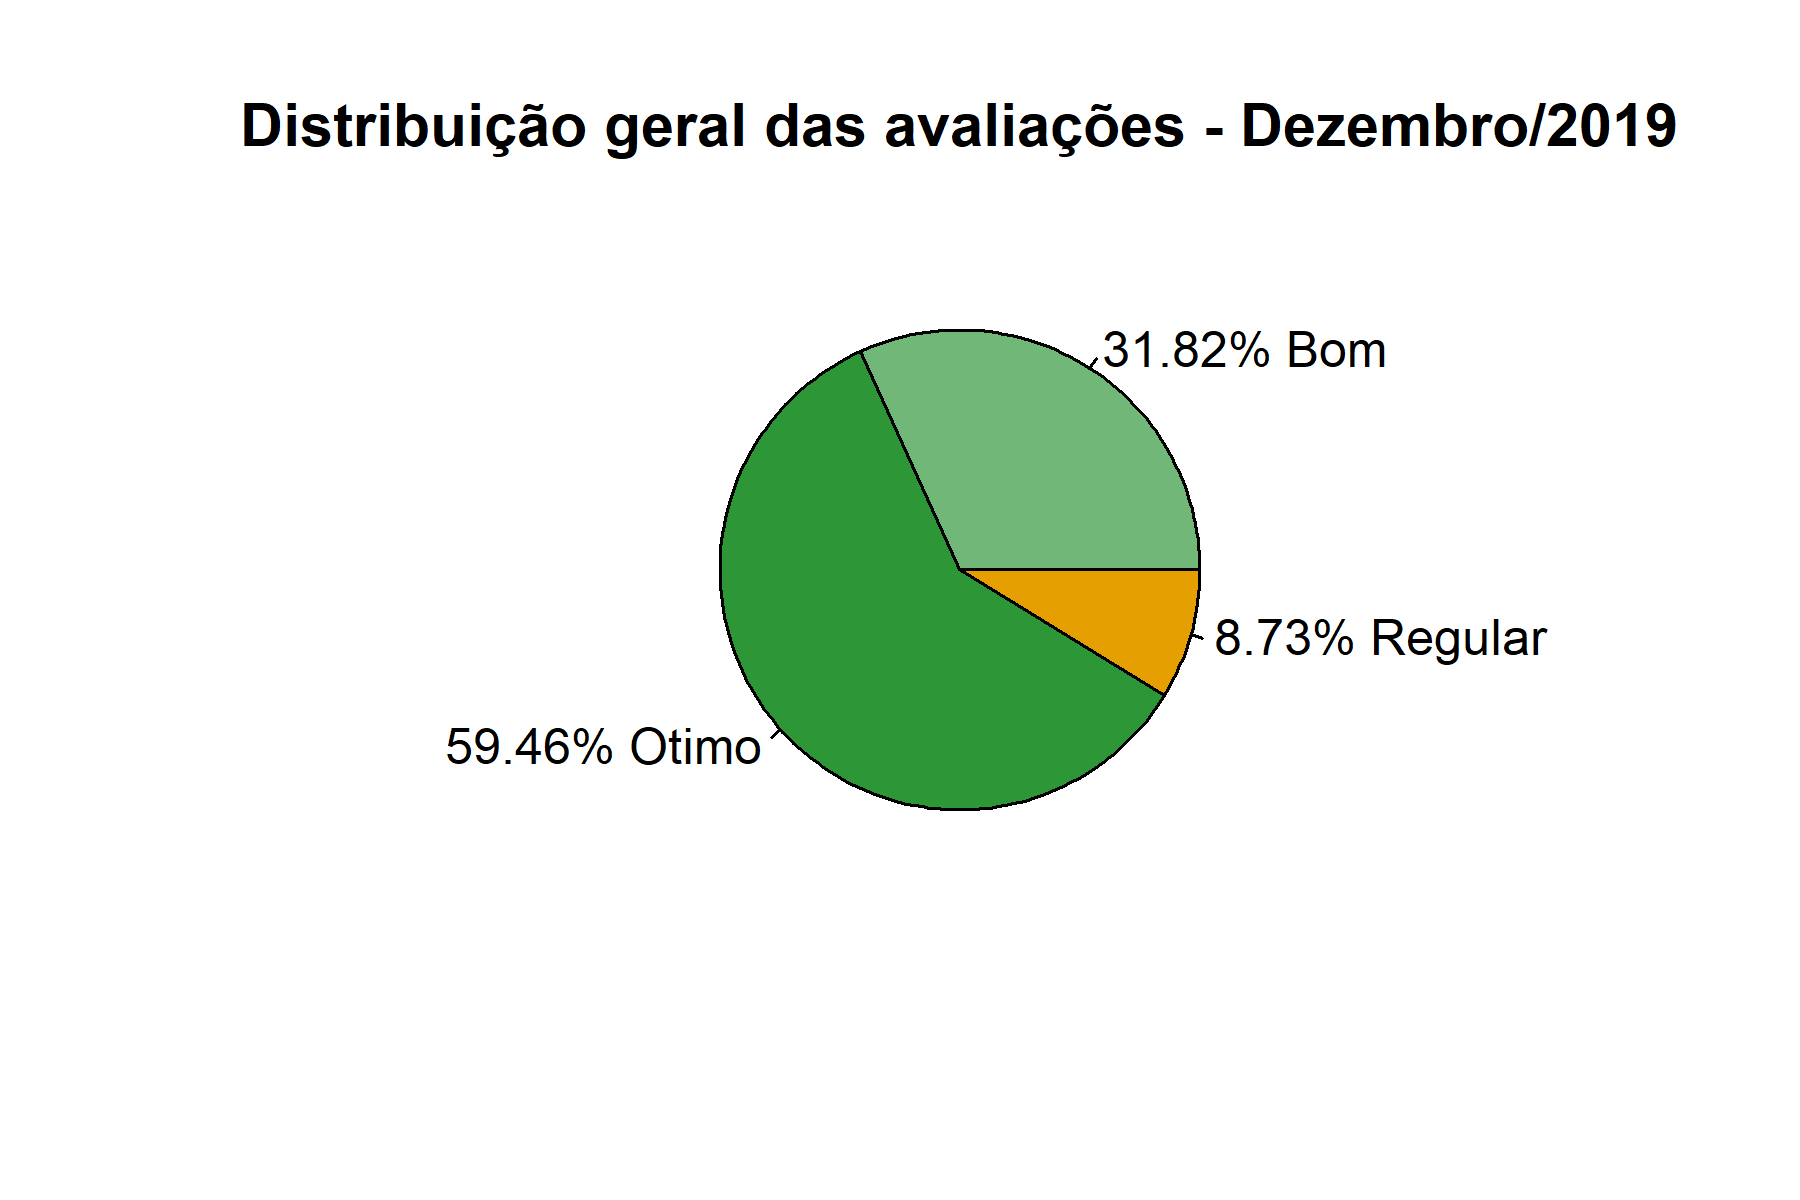 Distribuição geral das avaliações - Dezembro/2019
31.82% Bom
8.73% Regular
59.46% Otimo